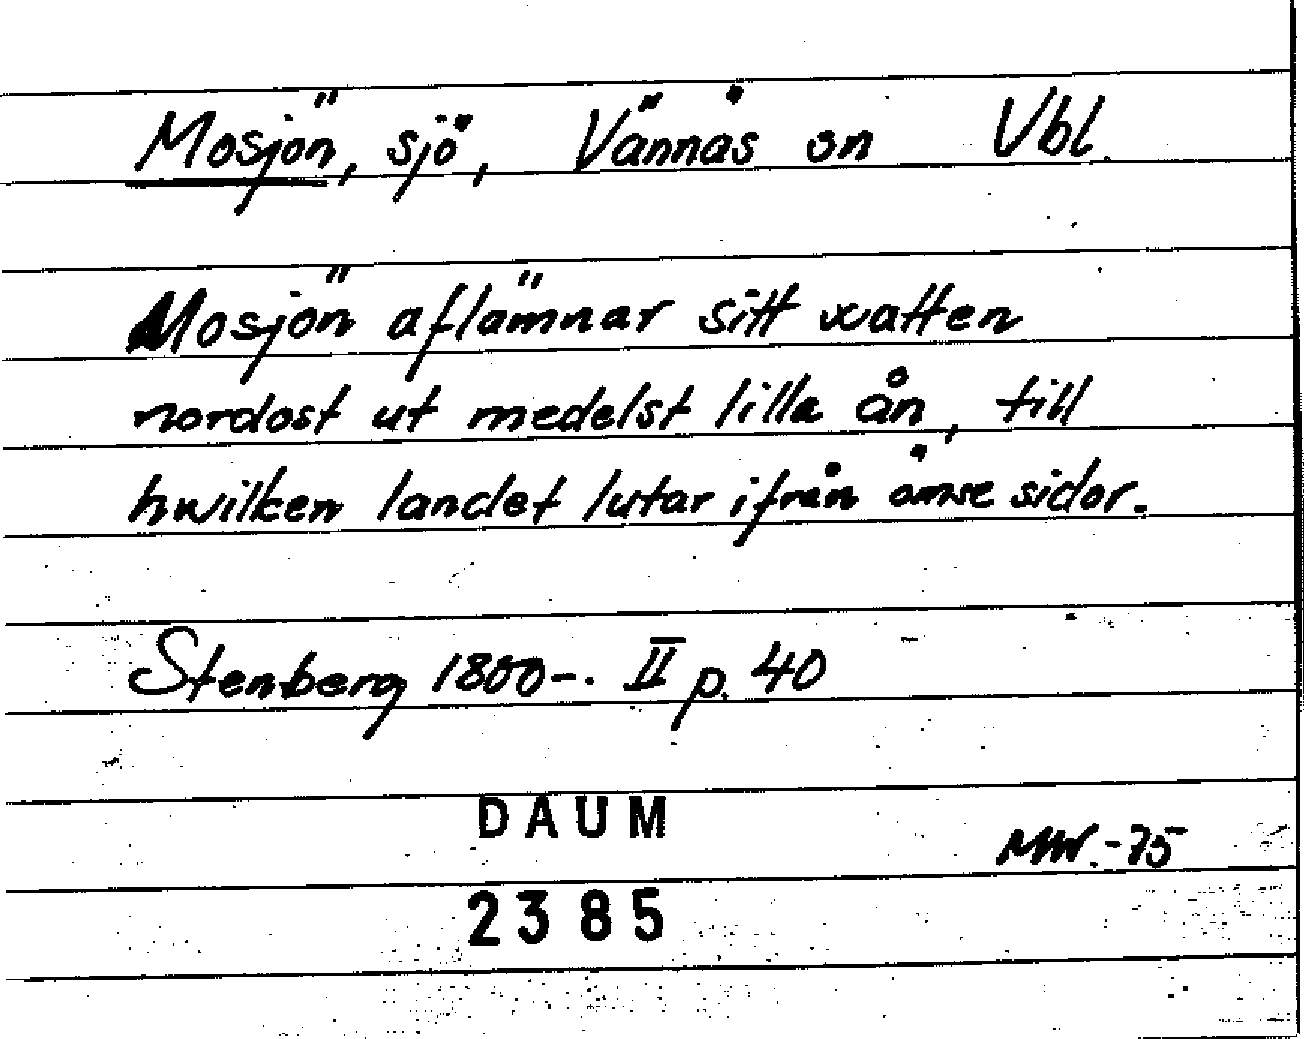 Mosjön, sjö, Vännäs sn Vbl.
Mosjön aflämnar sitt watten
nordost ut medelst lilla ån, till
hwilken landet lutar ifrån ömse sidor.
Stenberg 1800-. II p. 40
DAUM
MW.-75
2385